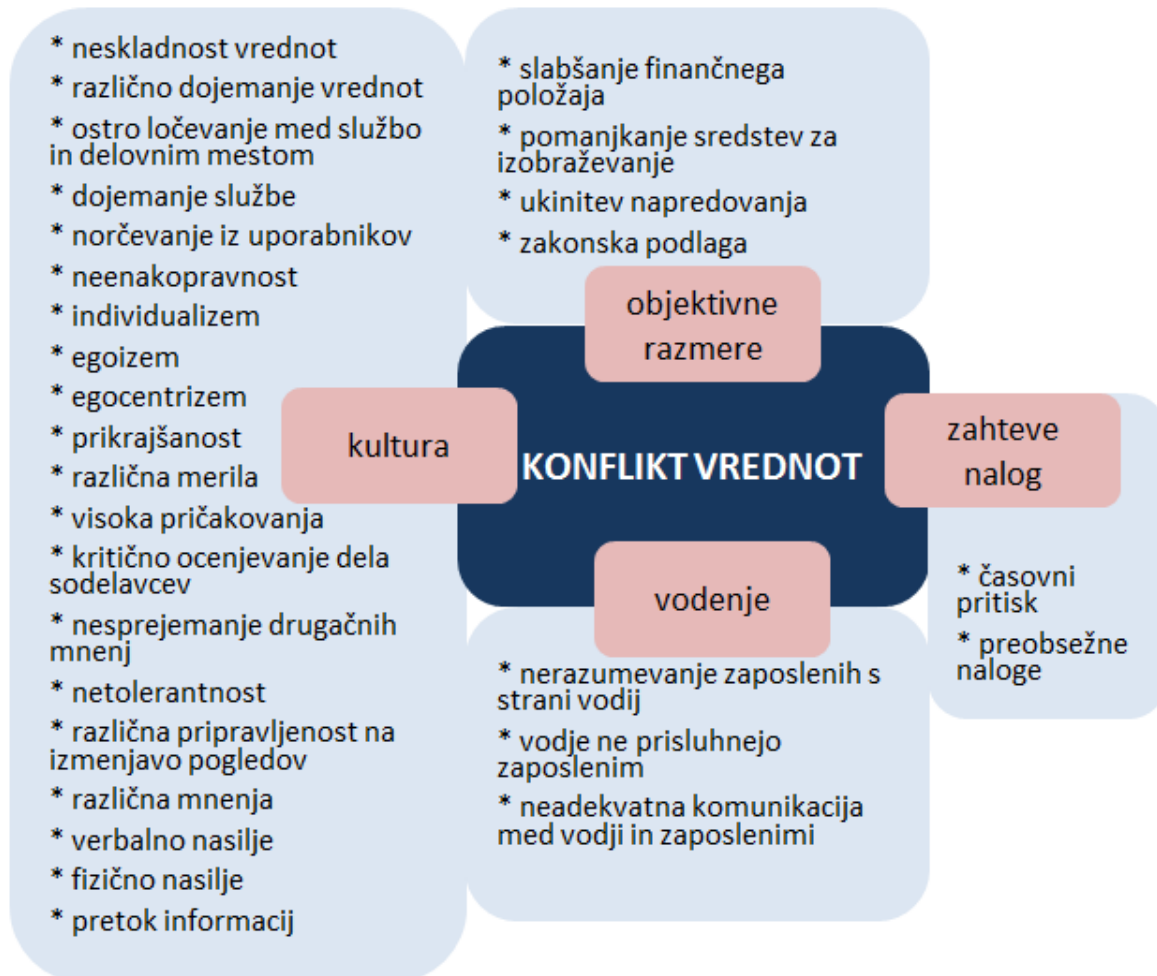 * neskladnost vrednot
* različno dojemanje vrednot
* ostro ločevanje med službo
in delovnim mestom
* dojemanje službe
* norčevanje iz uporabnikov
* neenakopravnost
* individualizem
* egoizem
* egocentrizem
* prikrajšanost
* različna merila
* visoka pričakovanja
* kritično ocenjevanje dela
sodelavcev
* nesprejemanje drugačnih
mnenj
* netolerantnost
* različna pripravljenost na
izmenjavo pogledov
* različna mnenja
* verbalno nasilje
* fizično nasilje
* pretok informacij
kultura
* slabšanje finančnega
položaja
* pomanjkanje sredstev za
izobraževanje
* ukinitev napredovanja
* zakonska podlaga
objektivne
razmere
KONFLIKT VREDNOT
zahteve
nalog
* časovni
pritisk
* preobsežne
naloge
vodenje
* nerazumevanje zaposlenih s
strani vodij
* vodje ne prisluhnejo
zaposlenim
* neadekvatna komunikacija
med vodji in zaposlenimi